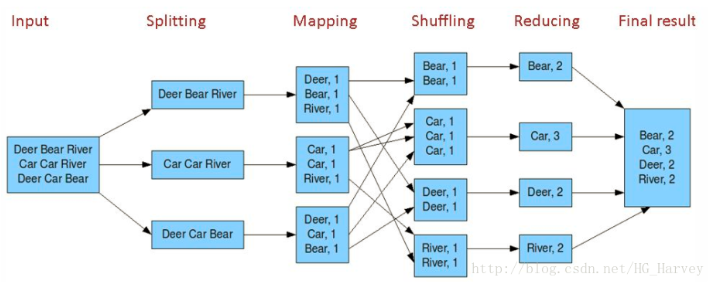 Input
Splitting
Mapping
Shuffling
Reducing
Final result
Deer Bear River
Car Car River
Deer Car Bear
Deer Bear River
Car Car River
Deer Car Bear
Deer, 1
Bear, 1
River, 1
Car, 1
Car, 1
River, 1
Deer, 1
Car, 1
Bear, 1
Bear, 1
Bear, 1
Car, 1
Car, 1
Car, 1
Deer, 1
Deer, 1
River, 1
River, 1
Bear, 2
Car, 3
Deer, 2
River, 2
Bear, 2
Car, 3
Deer, 2
River, 2
http://blog.csdn.net/HG_Harvey